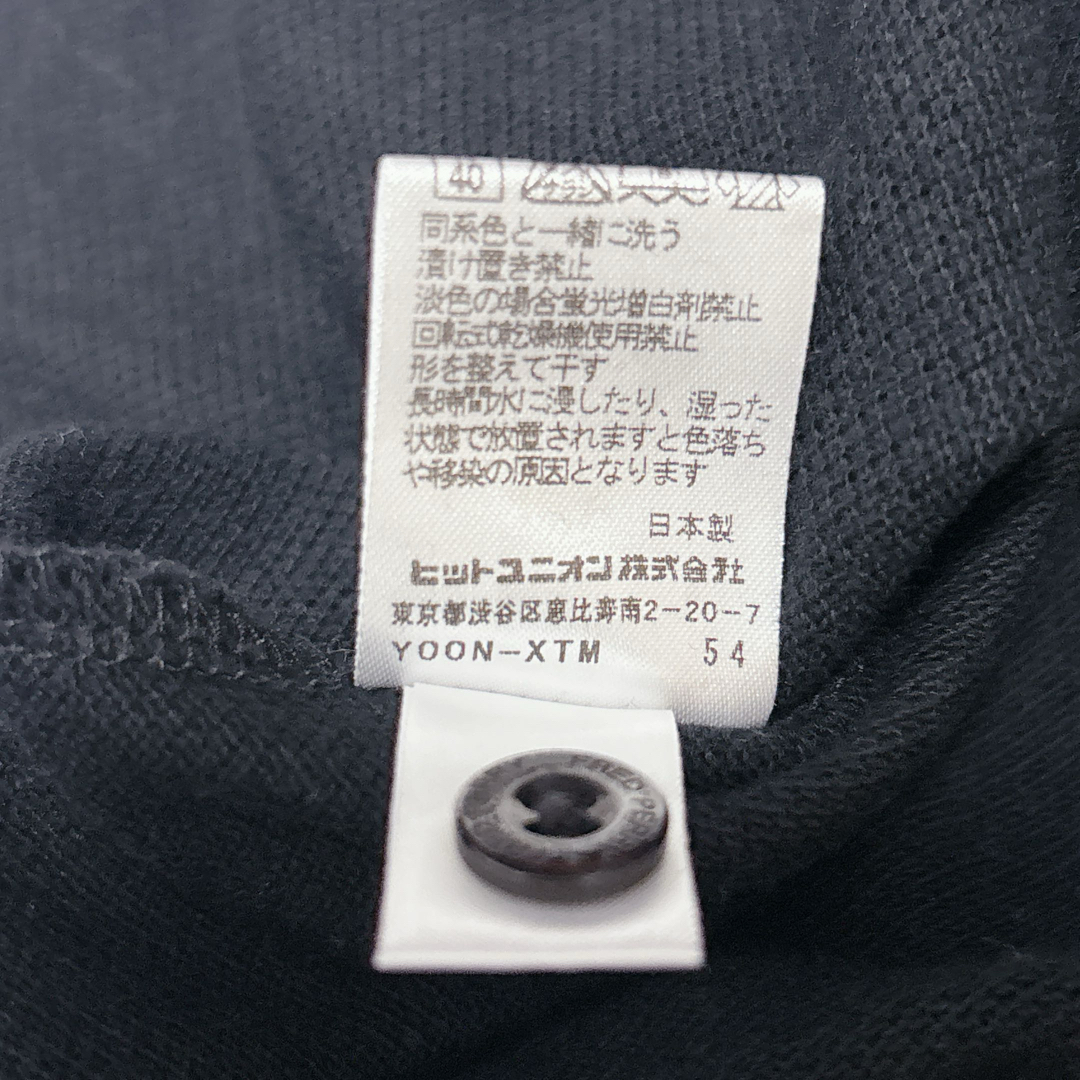 40
同系色と一緒に洗う
漬け置き禁止
淡色の場合蛍光増白剤禁止
回転式乾燥機使用禁止
形を整えて干す
長時間水に浸したり、湿った
状態で放置されますと色落ち
や移染の原因となります
日本製
ヒットユニオン株式会社
東京都渋谷区恵比寿南2-20-7
YOON-XTM 54
FRED PERRY